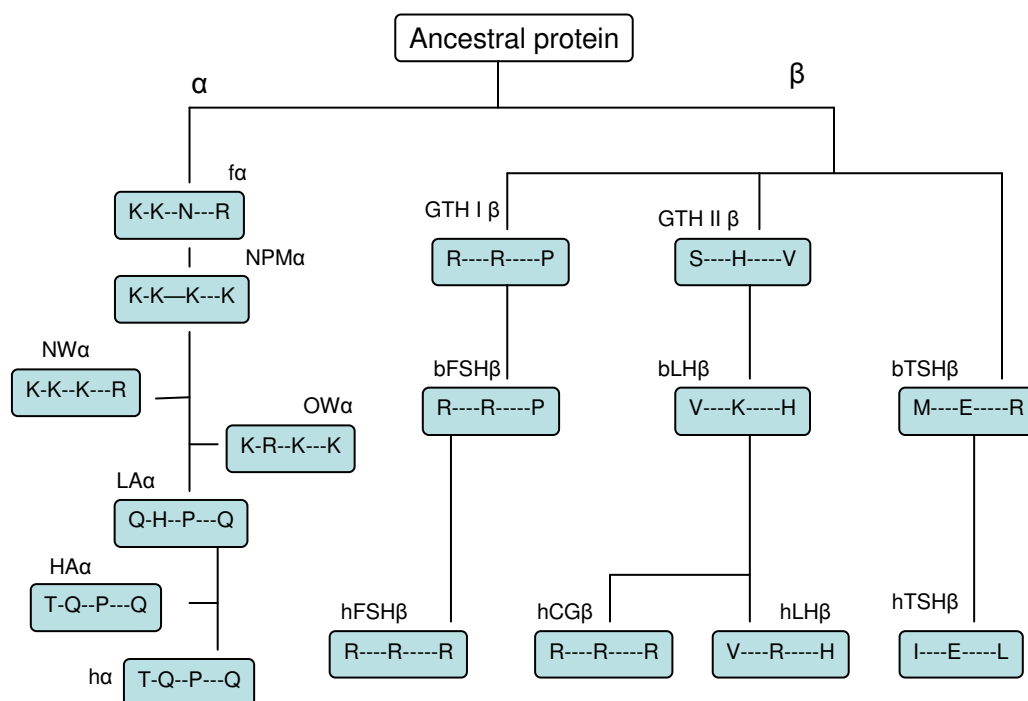 Ancestral protein
α
β
fα
K-K--N---R
NPMα
K-K—K---K
NWα
K-K--K---R
OWα
K-R--K---K
LAα
Q-H--P---Q
HAα
T-Q--P---Q
hα
T-Q--P---Q
GTH I β
R----R-----P
GTH II β
S----H-----V
bFSHβ
R----R-----P
bLHβ
V----K-----H
bTSHβ
M----E-----R
hFSHβ
R----R----R
hCGβ
R----R----R
hLHβ
V----R-----H
hTSHβ
I----E-----L